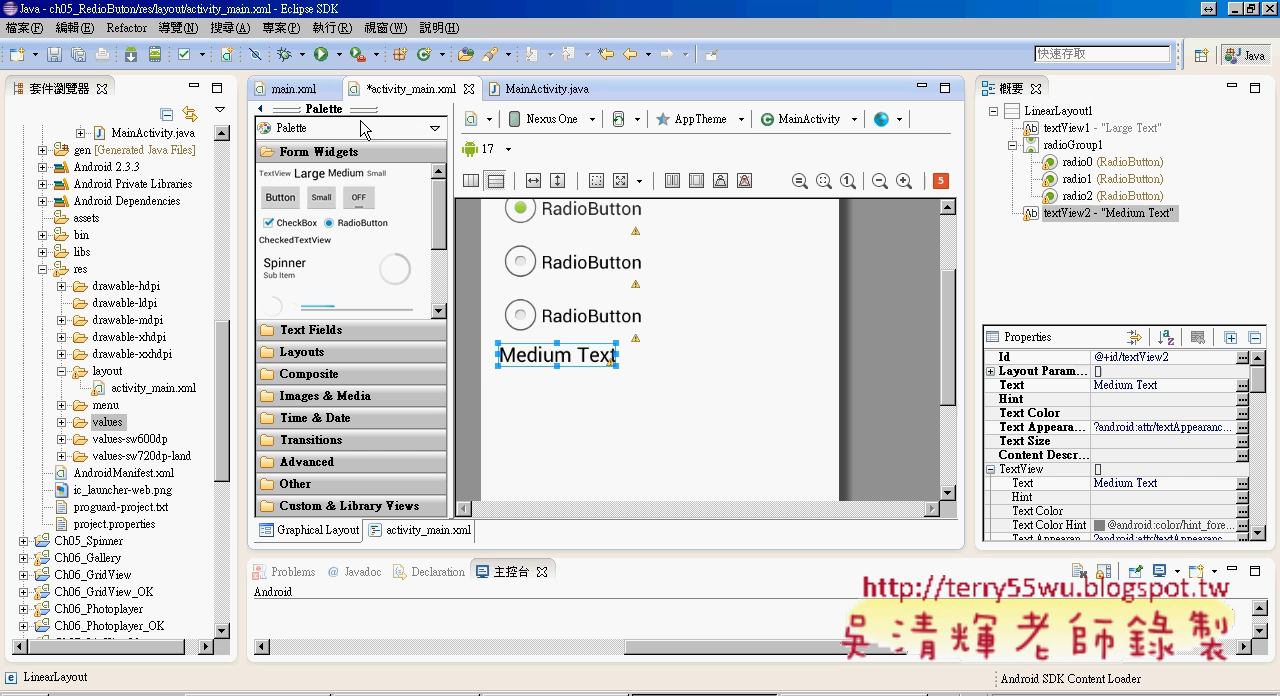 Java - ch05_RedioButon/res/layout/activity_main.xml - Eclipse SDK
檔案(F) 編輯(E) Refactor 導覽(N) 搜尋(A) 專案(P) 執行(R) 視窗(W) 說明(H)
快速存取
Java
套件瀏覽器
MainActivity.java
gen [Generated Java Files]
Android 2.3.3
Android Private Libraries
Android Dependencies
assets
bin
libs
res
drawable-hdpi
drawable-ldpi
drawable-mdpi
drawable-xhdpi
drawable-xxhdpi
layout
activity_main.xml
menu
values
values-sw600dp
values-sw720dp-land
AndroidManifest.xml
ic_launcher-web.png
proguard-project.txt
project.properties
Ch05_Spinner
Ch06_Gallery
Ch06_GridView
Ch06_GridView_OK
Ch06_Photoplayer
Ch06_Photoplayer_OK
main.xml
*activity_main.xml
MainActivity.java
Palette
Palette
Form Widgets
TextView Large Medium Small
Button Small OFF
CheckBox RadioButton
CheckedTextView
Spinner
Sub Item
Text Fields
Layouts
Composite
Images & Media
Time & Date
Transitions
Advanced
Other
Custom & Library Views
Graphical Layout
activity_main.xml
Nexus One
AppTheme
MainActivity
17
5
RadioButton
RadioButton
RadioButton
Medium Text
概要
LinearLayout1
textView1 - "Large Text"
radioGroup1
radio0 (RadioButton)
radio1 (RadioButton)
radio2 (RadioButton)
textView2 - "Medium Text"
Properties
Id @+id/textView2
Layout Param... []
Text Medium Text
Hint
Text Color
Text Appeara... ?android:attr/textAppearanc...
Text Size
Content Descr...
TextView []
Text Medium Text
Hint
Text Color
Text Color Hint @android:color/hint_fore...
Text Appearan ?android:attr/textappearanc
Problems
@ Javadoc
Declaration
主控台
Android
http://terry55wu.blogspot.tw
吳清輝老師錄製
LinearLayout
Android SDK Content Loader